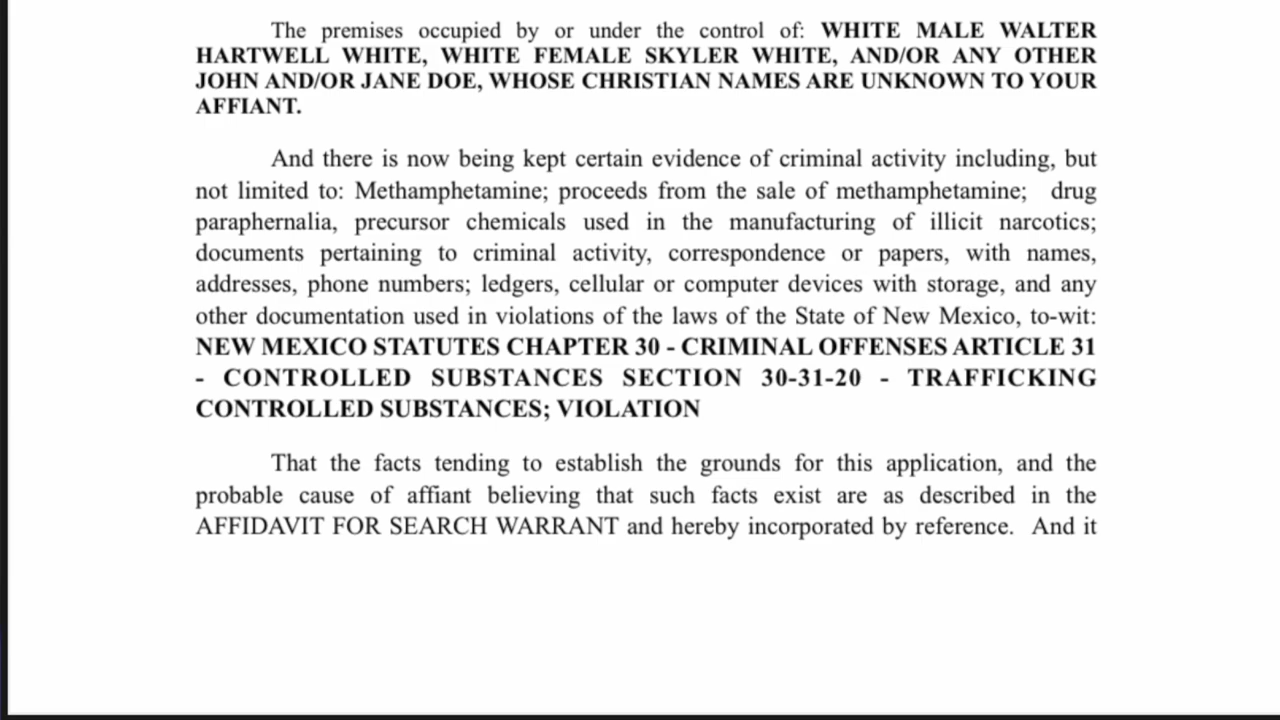 The premises occupied by or under the control of: WHITE MALE WALTER
HARTWELL WHITE, WHITE FEMALE SKYLER WHITE, AND/OR ANY OTHER
JOHN AND/OR JANE DOE, WHOSE CHRISTIAN NAMES ARE UNKNOWN TO YOUR
AFFIANT.
And there is now being kept certain evidence of criminal activity including, but
not limited to: Methamphetamine; proceeds from the sale of methamphetamine; drug
paraphernalia, precursor chemicals used in the manufacturing of illicit narcotics;
documents pertaining to criminal activity, correspondence or papers, with names,
addresses, phone numbers; ledgers, cellular or computer devices with storage, and any
other documentation used in violations of the laws of the State of New Mexico, to-wit:
NEW MEXICO STATUTES CHAPTER 30 - CRIMINAL OFFENSES ARTICLE 31
- CONTROLLED SUBSTANCES SECTION 30-31-20 - TRAFFICKING
CONTROLLED SUBSTANCES; VIOLATION
That the facts tending to establish the grounds for this application, and the
probable cause of affiant believing that such facts exist are as described in the
AFFIDAVIT FOR SEARCH WARRANT and hereby incorporated by reference. And it